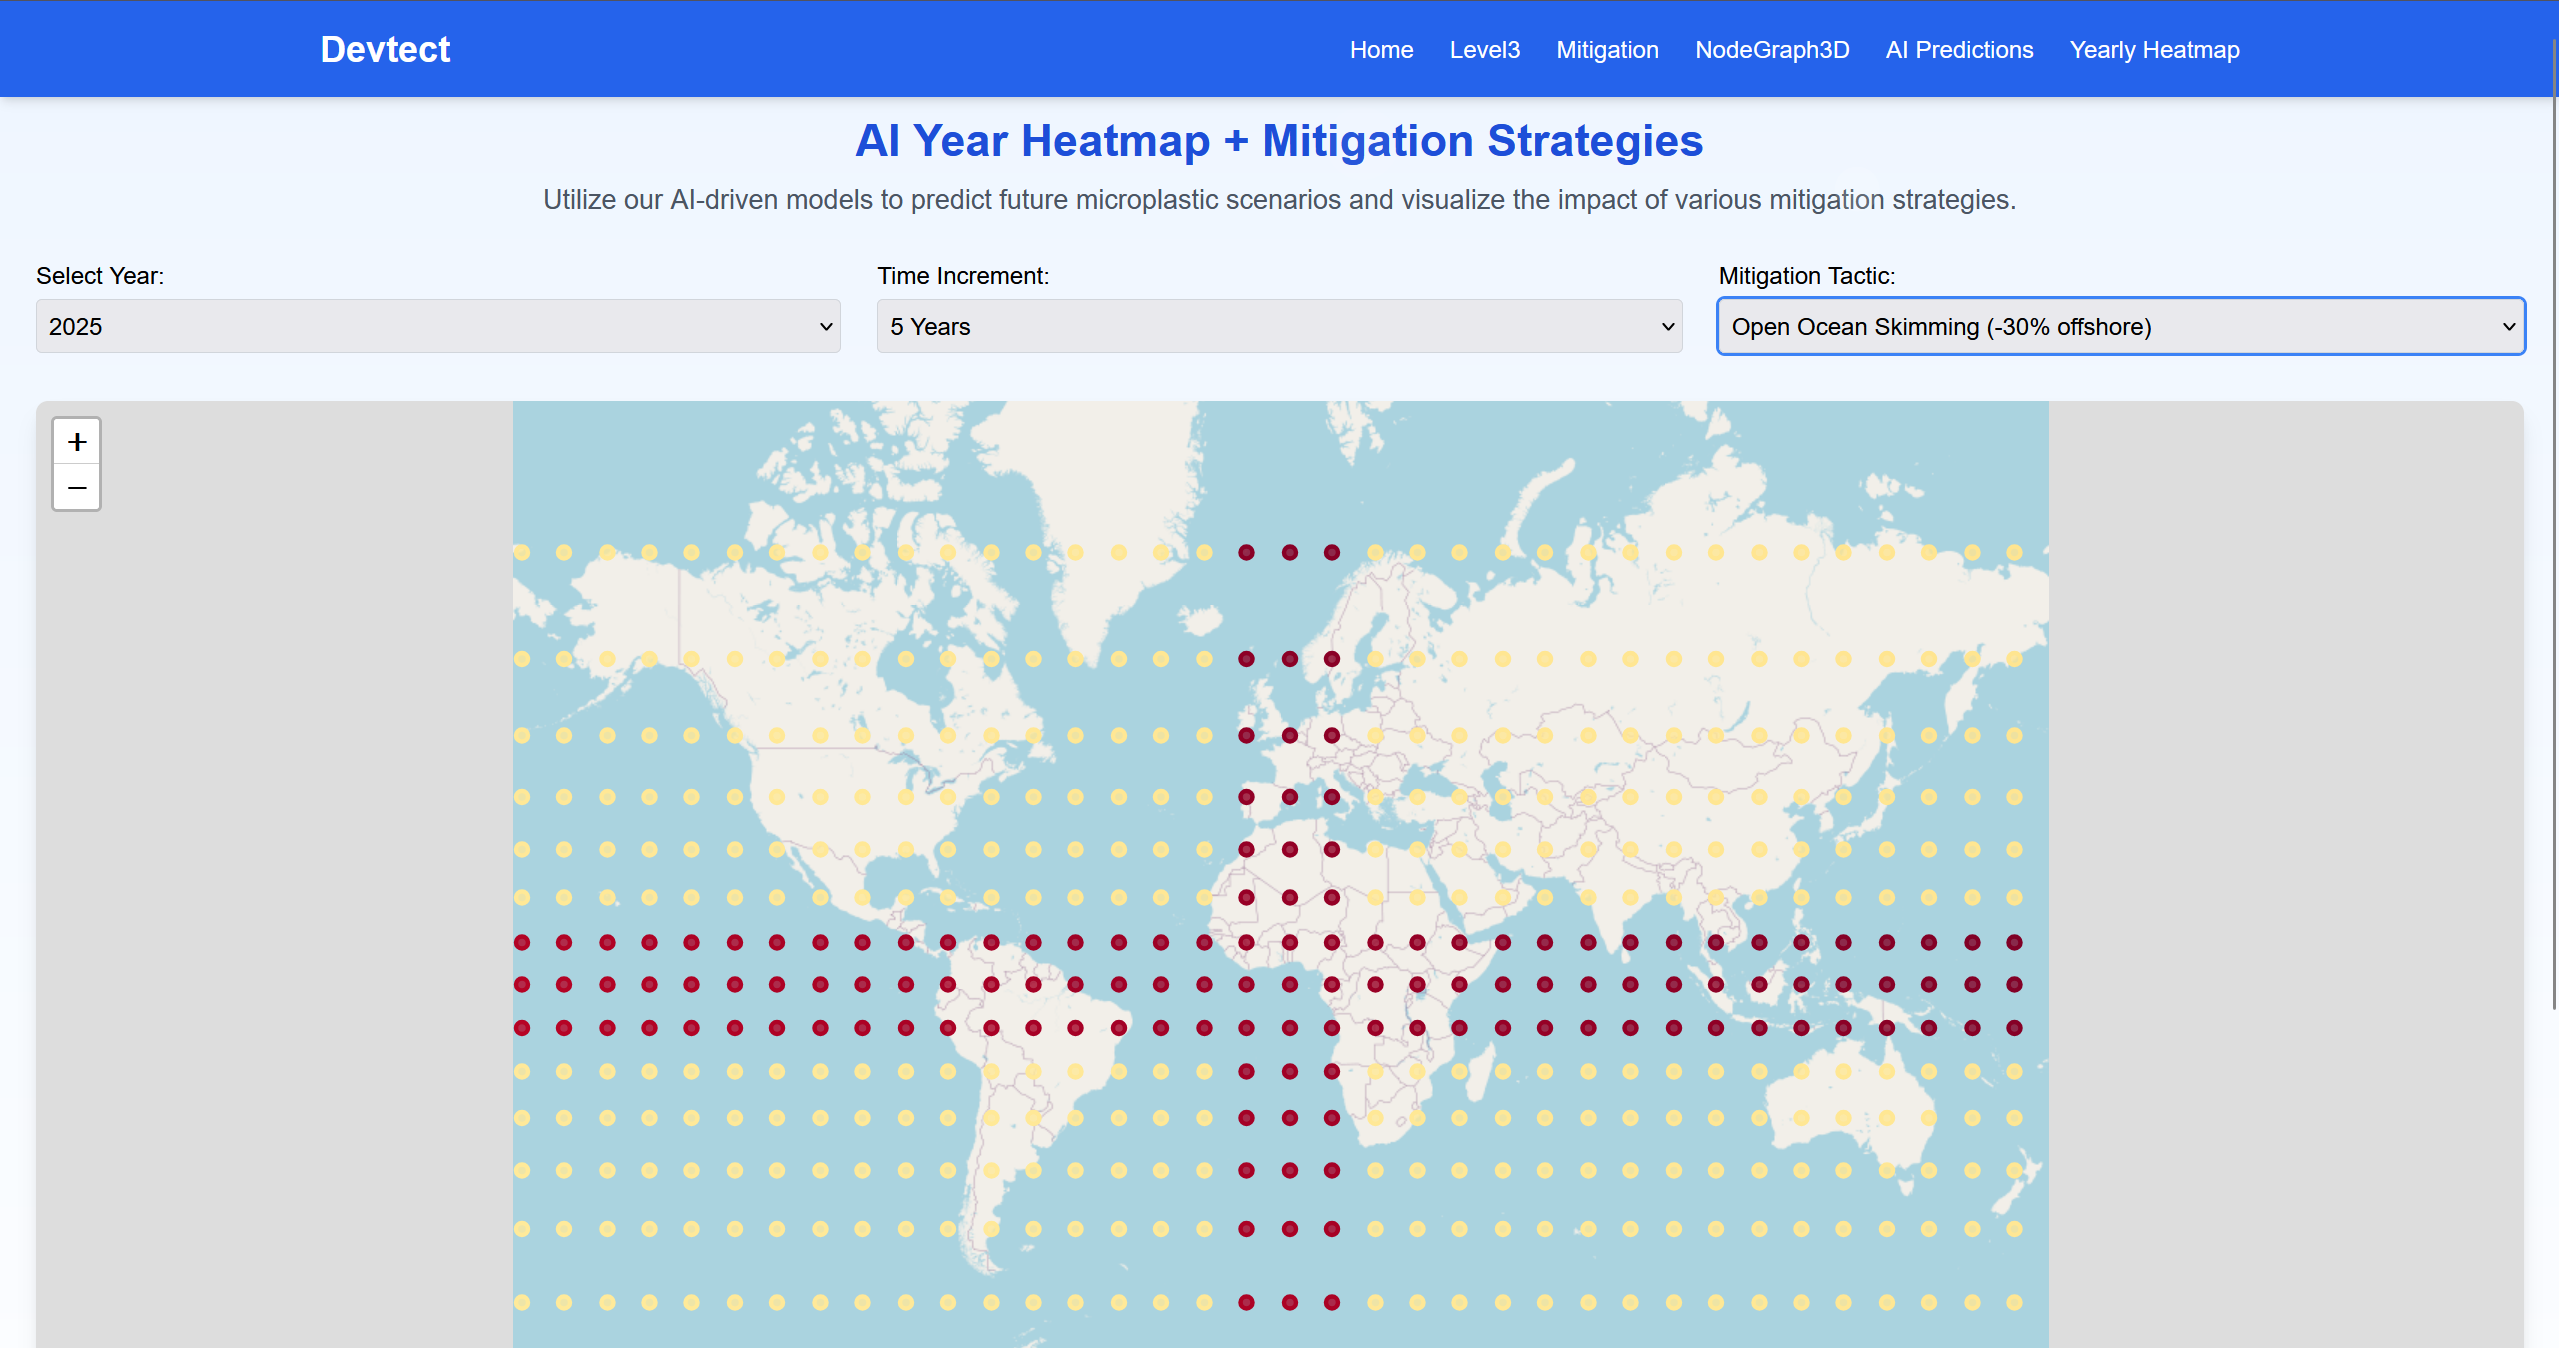 Devtect
Home Level3 Mitigation NodeGraph3D AI Predictions Yearly Heatmap
AI Year Heatmap + Mitigation Strategies
Utilize our AI-driven models to predict future microplastic scenarios and visualize the impact of various mitigation strategies.
Select Year: Time Increment: Mitigation Tactic:
2025 5 Years Open Ocean Skimming (-30% offshore)
+
−